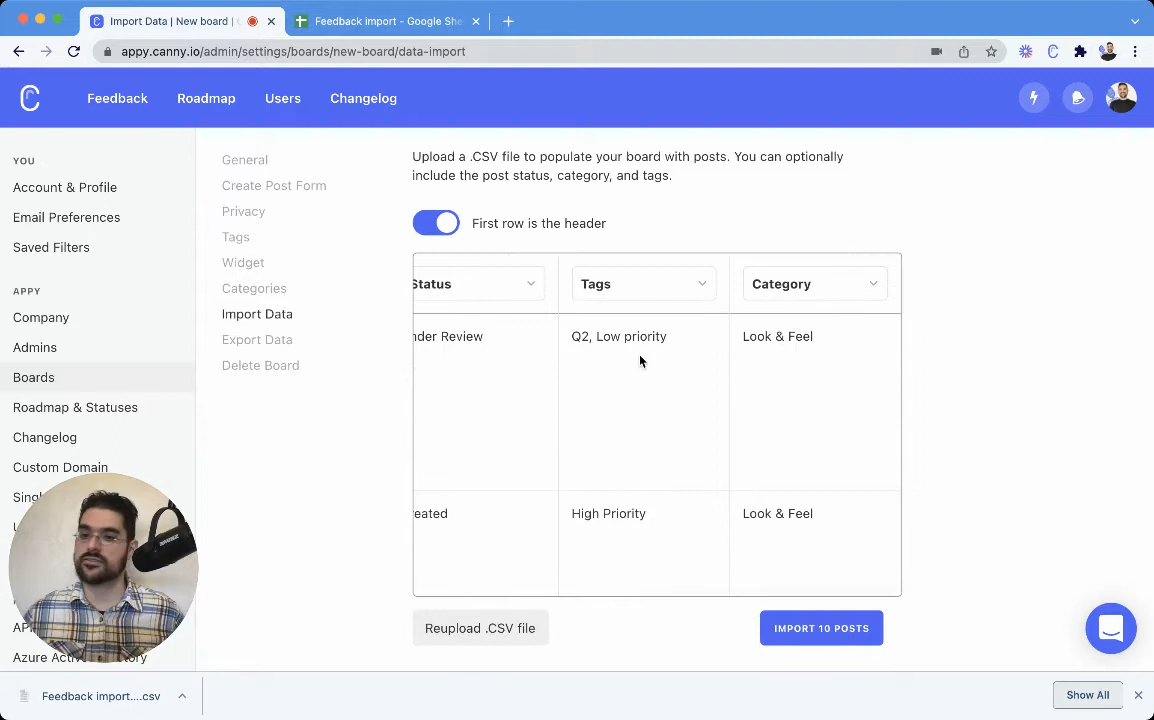 Import Data | New board |
Feedback import - Google She
appy.canny.io/admin/settings/boards/new-board/data-import
Feedback
Roadmap
Users
Changelog
YOU
Account & Profile
Email Preferences
Saved Filters
APPY
Company
Admins
Boards
Roadmap & Statuses
Changelog
Custom Domain
Sing
AP
Azure Active Directory
General
Create Post Form
Privacy
Tags
Widget
Categories
Import Data
Export Data
Delete Board
Upload a .CSV file to populate your board with posts. You can optionally
include the post status, category, and tags.
First row is the header
Status
Tags
Category
nder Review
Q2, Low priority
Look & Feel
eated
High Priority
Look & Feel
Reupload .CSV file
IMPORT 10 POSTS
Feedback import....csv
Show All